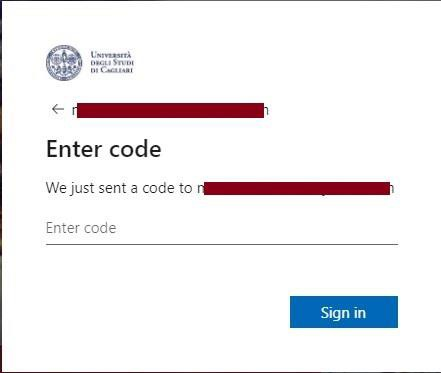 Università
degli Studi
di Cagliari
Enter code
We just sent a code to
Enter code
Sign in